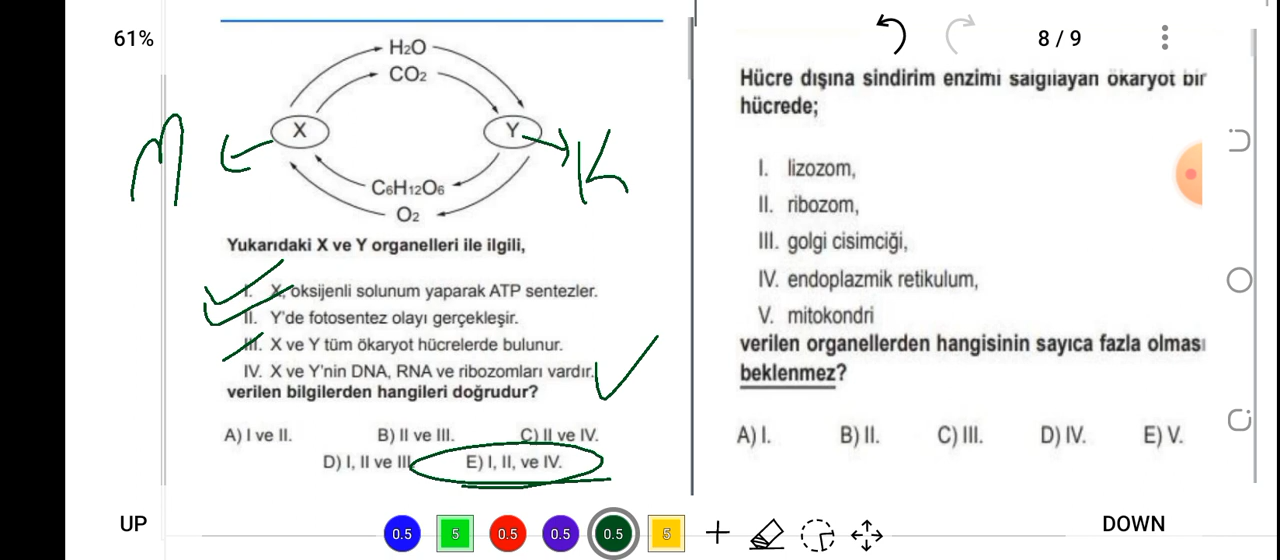 61%
8 / 9
H2O
CO2
X
Y
M
K
C6H12O6
O2
Yukarıdaki X ve Y organelleri ile ilgili,
I. X, oksijenli solunum yaparak ATP sentezler.
II. Y'de fotosentez olayı gerçekleşir.
III. X ve Y tüm ökaryot hücrelerde bulunur.
IV. X ve Y'nin DNA, RNA ve ribozomları vardır.
verilen bilgilerden hangileri doğrudur?
A) I ve II. B) II ve III. C) II ve IV.
D) I, II ve III. E) I, II, ve IV.
Hücre dışına sindirim enzimi salgılayan ökaryot bir
hücrede;
I. lizozom,
II. ribozom,
III. golgi cisimciği,
IV. endoplazmik retikulum,
V. mitokondri
verilen organellerden hangisinin sayıca fazla olması
beklenmez?
A) I. B) II. C) III. D) IV. E) V.
UP
0.5 5 0.5 0.5 0.5 5
DOWN